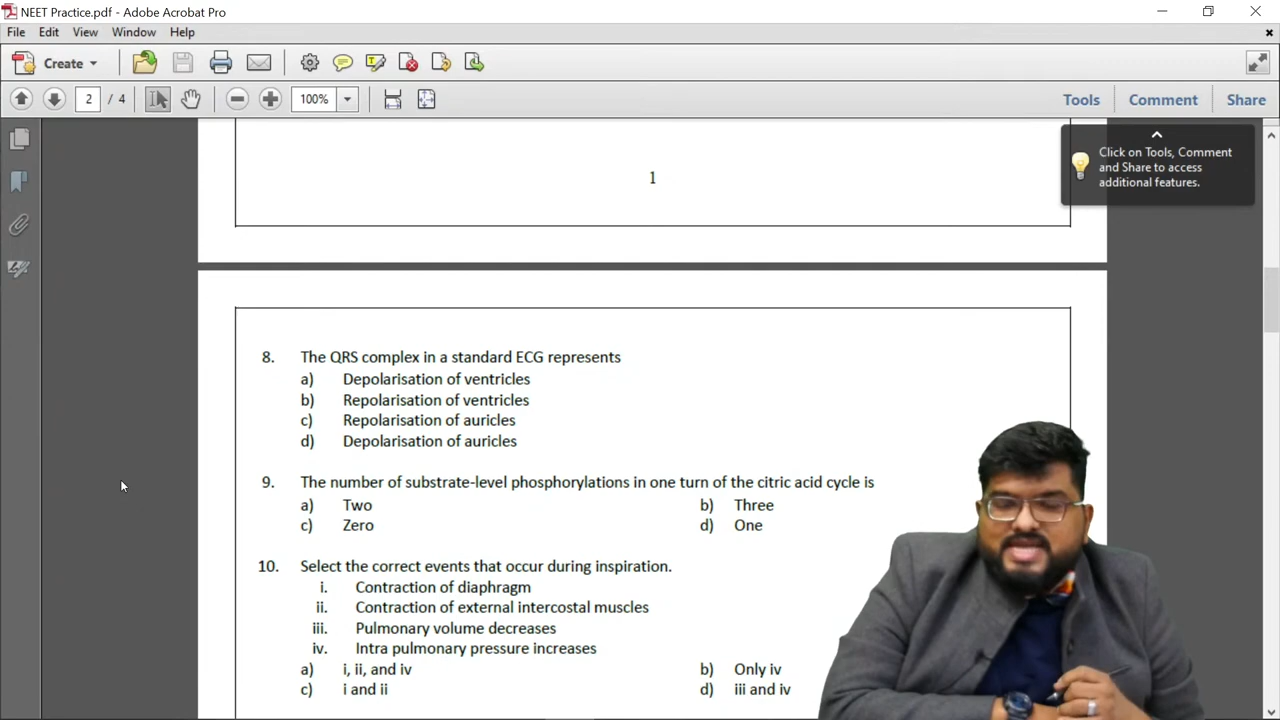 NEET Practice.pdf - Adobe Acrobat Pro
File Edit View Window Help
Create
2 / 4 100% Tools Comment Share
Click on Tools, Comment
and Share to access
additional features.
1
8. The QRS complex in a standard ECG represents
a) Depolarisation of ventricles
b) Repolarisation of ventricles
c) Repolarisation of auricles
d) Depolarisation of auricles
9. The number of substrate-level phosphorylations in one turn of the citric acid cycle is
a) Two b) Three
c) Zero d) One
10. Select the correct events that occur during inspiration.
i. Contraction of diaphragm
ii. Contraction of external intercostal muscles
iii. Pulmonary volume decreases
iv. Intra pulmonary pressure increases
a) i, ii, and iv b) Only iv
c) i and ii d) iii and iv